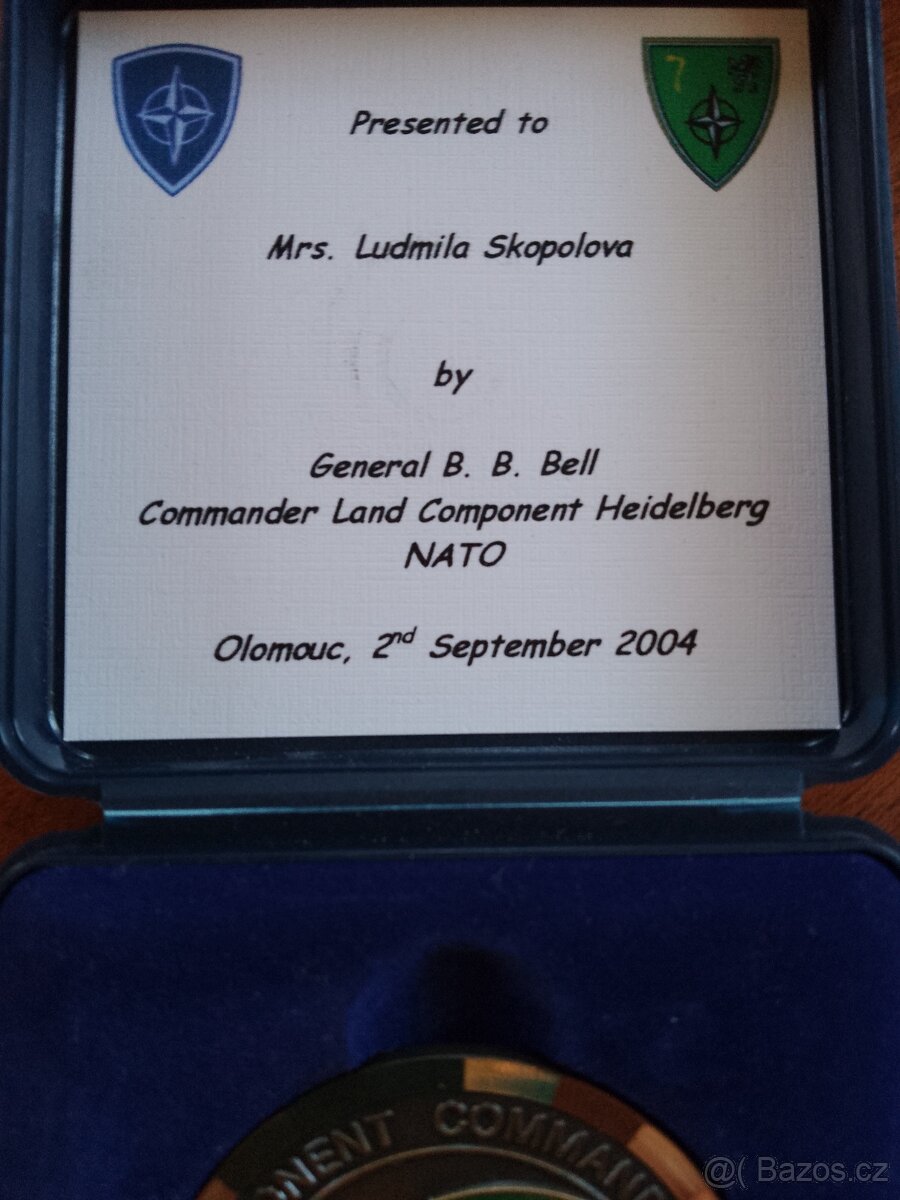 7
Presented to
Mrs. Ludmila Skopolova
by
General B. B. Bell
Commander Land Component Heidelberg
NATO
Olomouc, 2nd September 2004
ONENT COMMAN
@( Bazos.cz